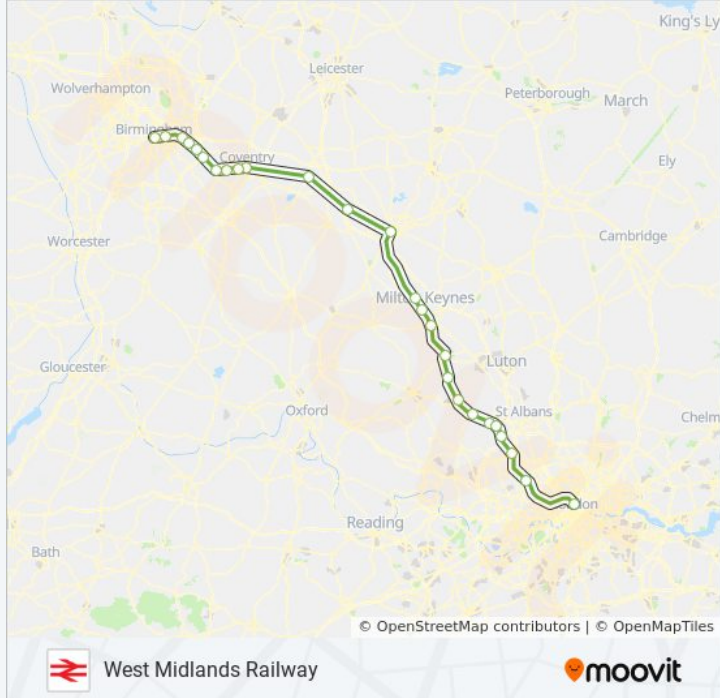 King's Ly
Leicester
Wolverhampton
Peterborough
March
Birmingham
Coventry
Ely
Worcester
Cambridge
Milton Keynes
Gloucester
Luton
Oxford
St Albans
Chelm
Reading
Bath
© OpenStreetMap contributors | © OpenMapTiles
West Midlands Railway
moovit